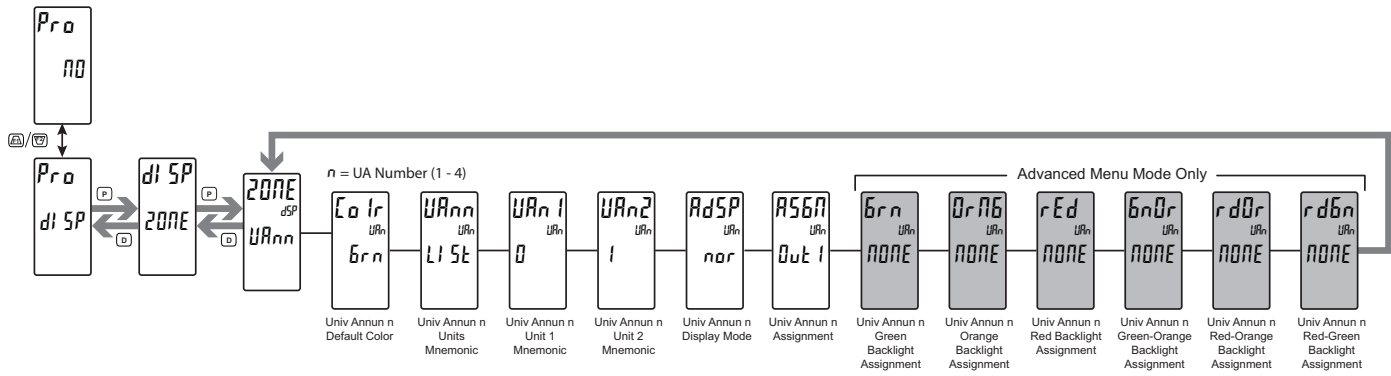 Pro
NO
Pro
dISP
P
D
dISP
ZONE
P
D
ZONE
dSP
UAnn
n = UA Number (1 - 4)
Advanced Menu Mode Only
Colr
UAn
Grn
Univ Annun n
Default Color
UAnn
UAn
LISt
Univ Annun n
Units
Mnemonic
UAn1
UAn
0
Univ Annun n
Unit 1
Mnemonic
UAn2
UAn
1
Univ Annun n
Unit 2
Mnemonic
AdSP
UAn
nor
Univ Annun n
Display Mode
ASGN
UAn
Out1
Univ Annun n
Assignment
Grn
UAn
NONE
Univ Annun n
Green
Backlight
Assignment
OrNG
UAn
NONE
Univ Annun n
Orange
Backlight
Assignment
rEd
UAn
NONE
Univ Annun n
Red Backlight
Assignment
GnOr
UAn
NONE
Univ Annun n
Green-Orange
Backlight
Assignment
rdOr
UAn
NONE
Univ Annun n
Red-Orange
Backlight
Assignment
rdGn
UAn
NONE
Univ Annun n
Red-Green
Backlight
Assignment